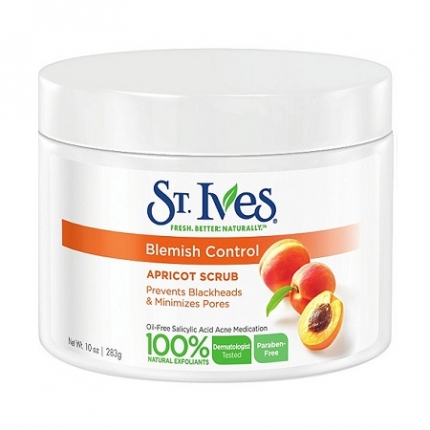 ST. IVES
FRESH. BETTER. NATURALLY.™
Blemish Control
APRICOT SCRUB
Prevents Blackheads
& Minimizes Pores
Oil-Free Salicylic Acid Acne Medication
100%
NATURAL EXFOLIANTS
Dermatologist
Tested
Paraben-
Free
Net Wt. 10 oz | 283g